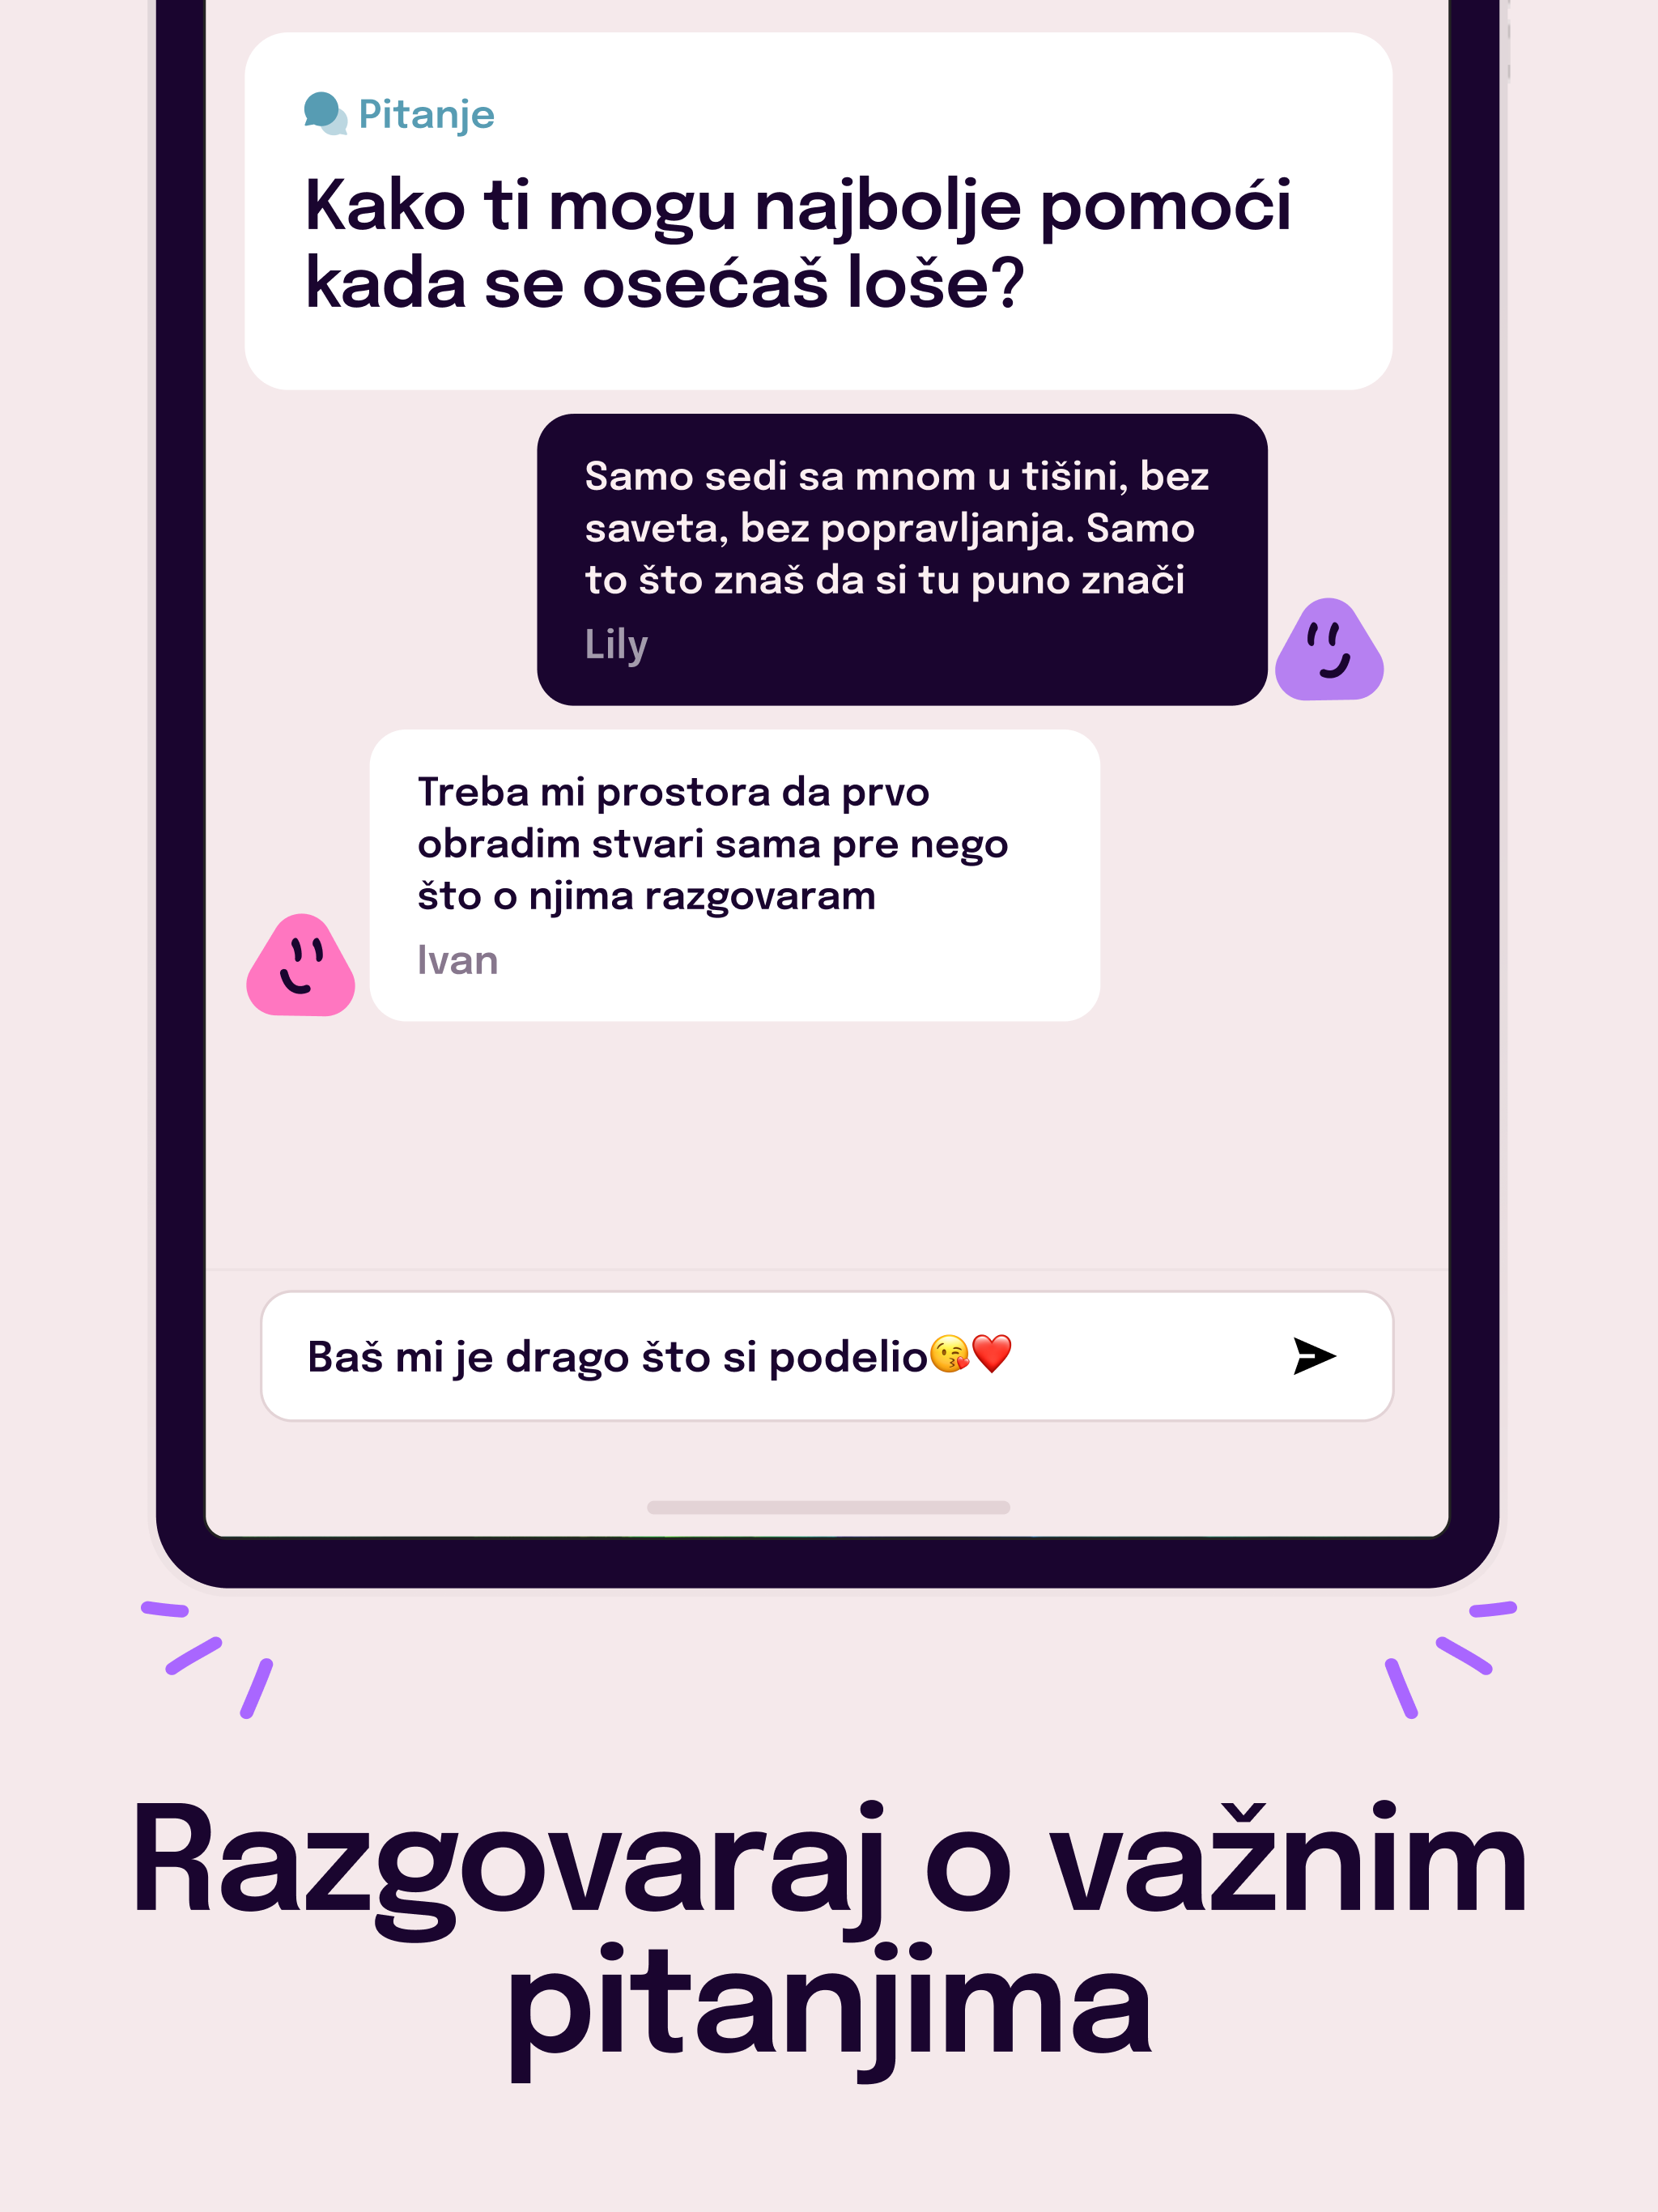 Pitanje
Kako ti mogu najbolje pomoći
kada se osećaš loše?
Samo sedi sa mnom u tišini, bez
saveta, bez popravljanja. Samo
to što znaš da si tu puno znači
Lily
Treba mi prostora da prvo
obradim stvari sama pre nego
što o njima razgovaram
Ivan
Baš mi je drago što si podelio😘❤️
Razgovaraj o važnim
pitanjima